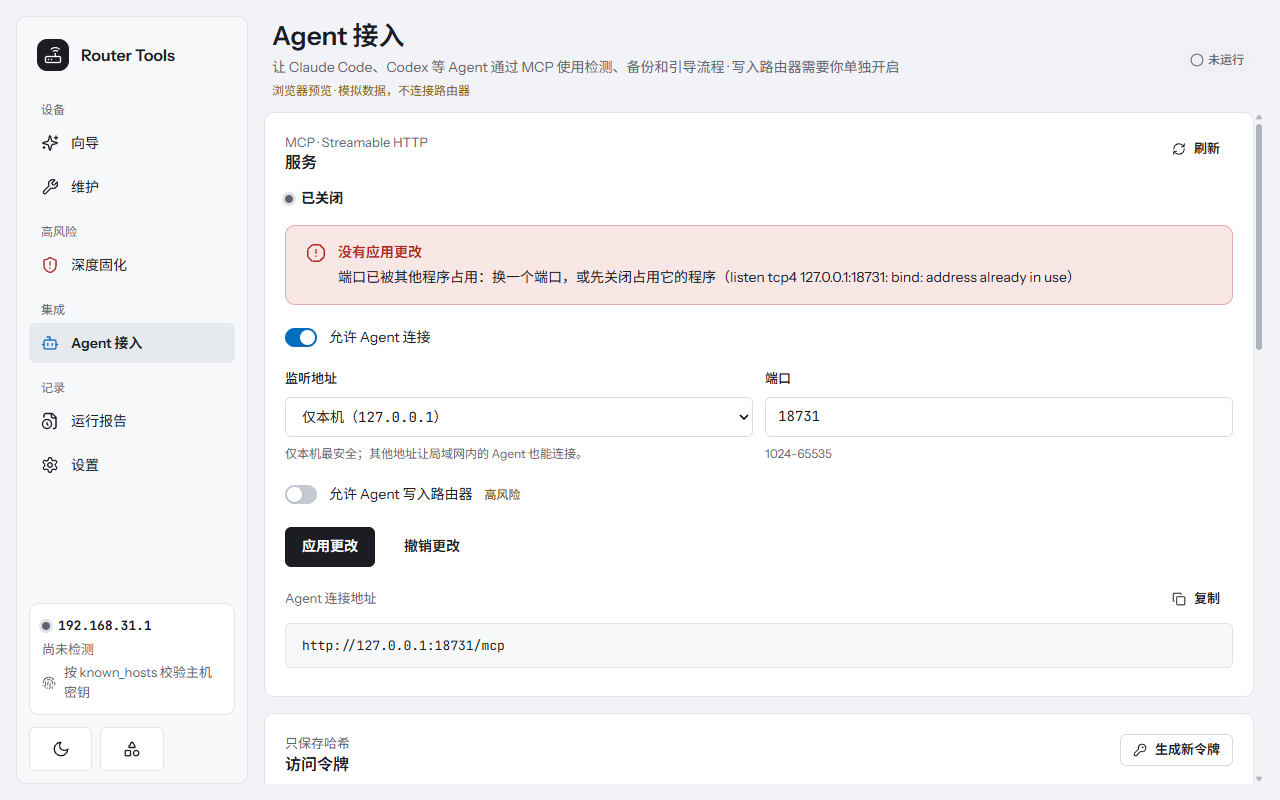 Router Tools
设备
向导
维护
高风险
深度固化
集成
Agent 接入
记录
运行报告
设置
192.168.31.1
尚未检测
按 known_hosts 校验主机
密钥
Agent 接入
让 Claude Code、Codex 等 Agent 通过 MCP 使用检测、备份和引导流程 · 写入路由器需要你单独开启
浏览器预览 · 模拟数据，不连接路由器
未运行
MCP · Streamable HTTP
服务
刷新
已关闭
没有应用更改
端口已被其他程序占用：换一个端口，或先关闭占用它的程序（listen tcp4 127.0.0.1:18731: bind: address already in use）
允许 Agent 连接
监听地址
端口
仅本机（127.0.0.1）
18731
仅本机最安全；其他地址让局域网内的 Agent 也能连接。
1024–65535
允许 Agent 写入路由器 高风险
应用更改
撤销更改
Agent 连接地址
复制
http://127.0.0.1:18731/mcp
只保存哈希
访问令牌
生成新令牌